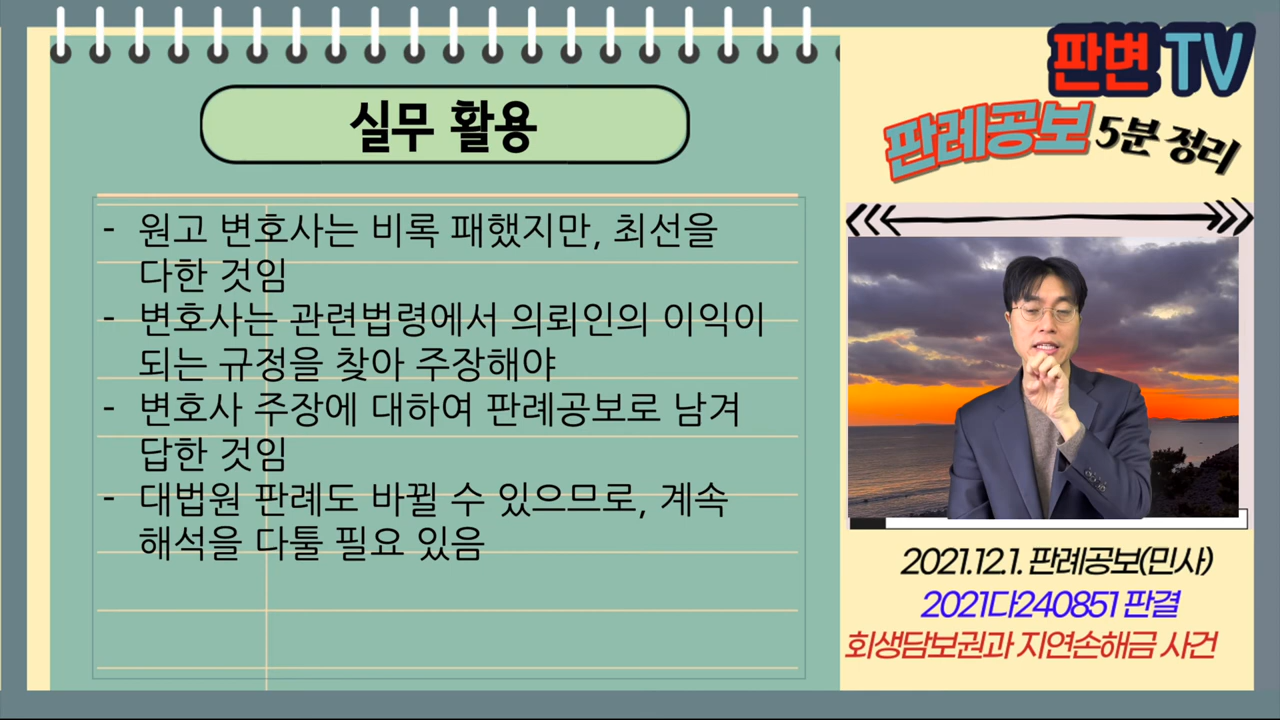 실무 활용
- 원고 변호사는 비록 패했지만, 최선을
다한 것임
- 변호사는 관련법령에서 의뢰인의 이익이
되는 규정을 찾아 주장해야
- 변호사 주장에 대하여 판례공보로 남겨
답한 것임
- 대법원 판례도 바뀔 수 있으므로, 계속
해석을 다툴 필요 있음
판변 TV
판례공보 5분 정리
2021.12.1. 판례공보(민사)
2021다240851 판결
회생담보권과 지연손해금 사건